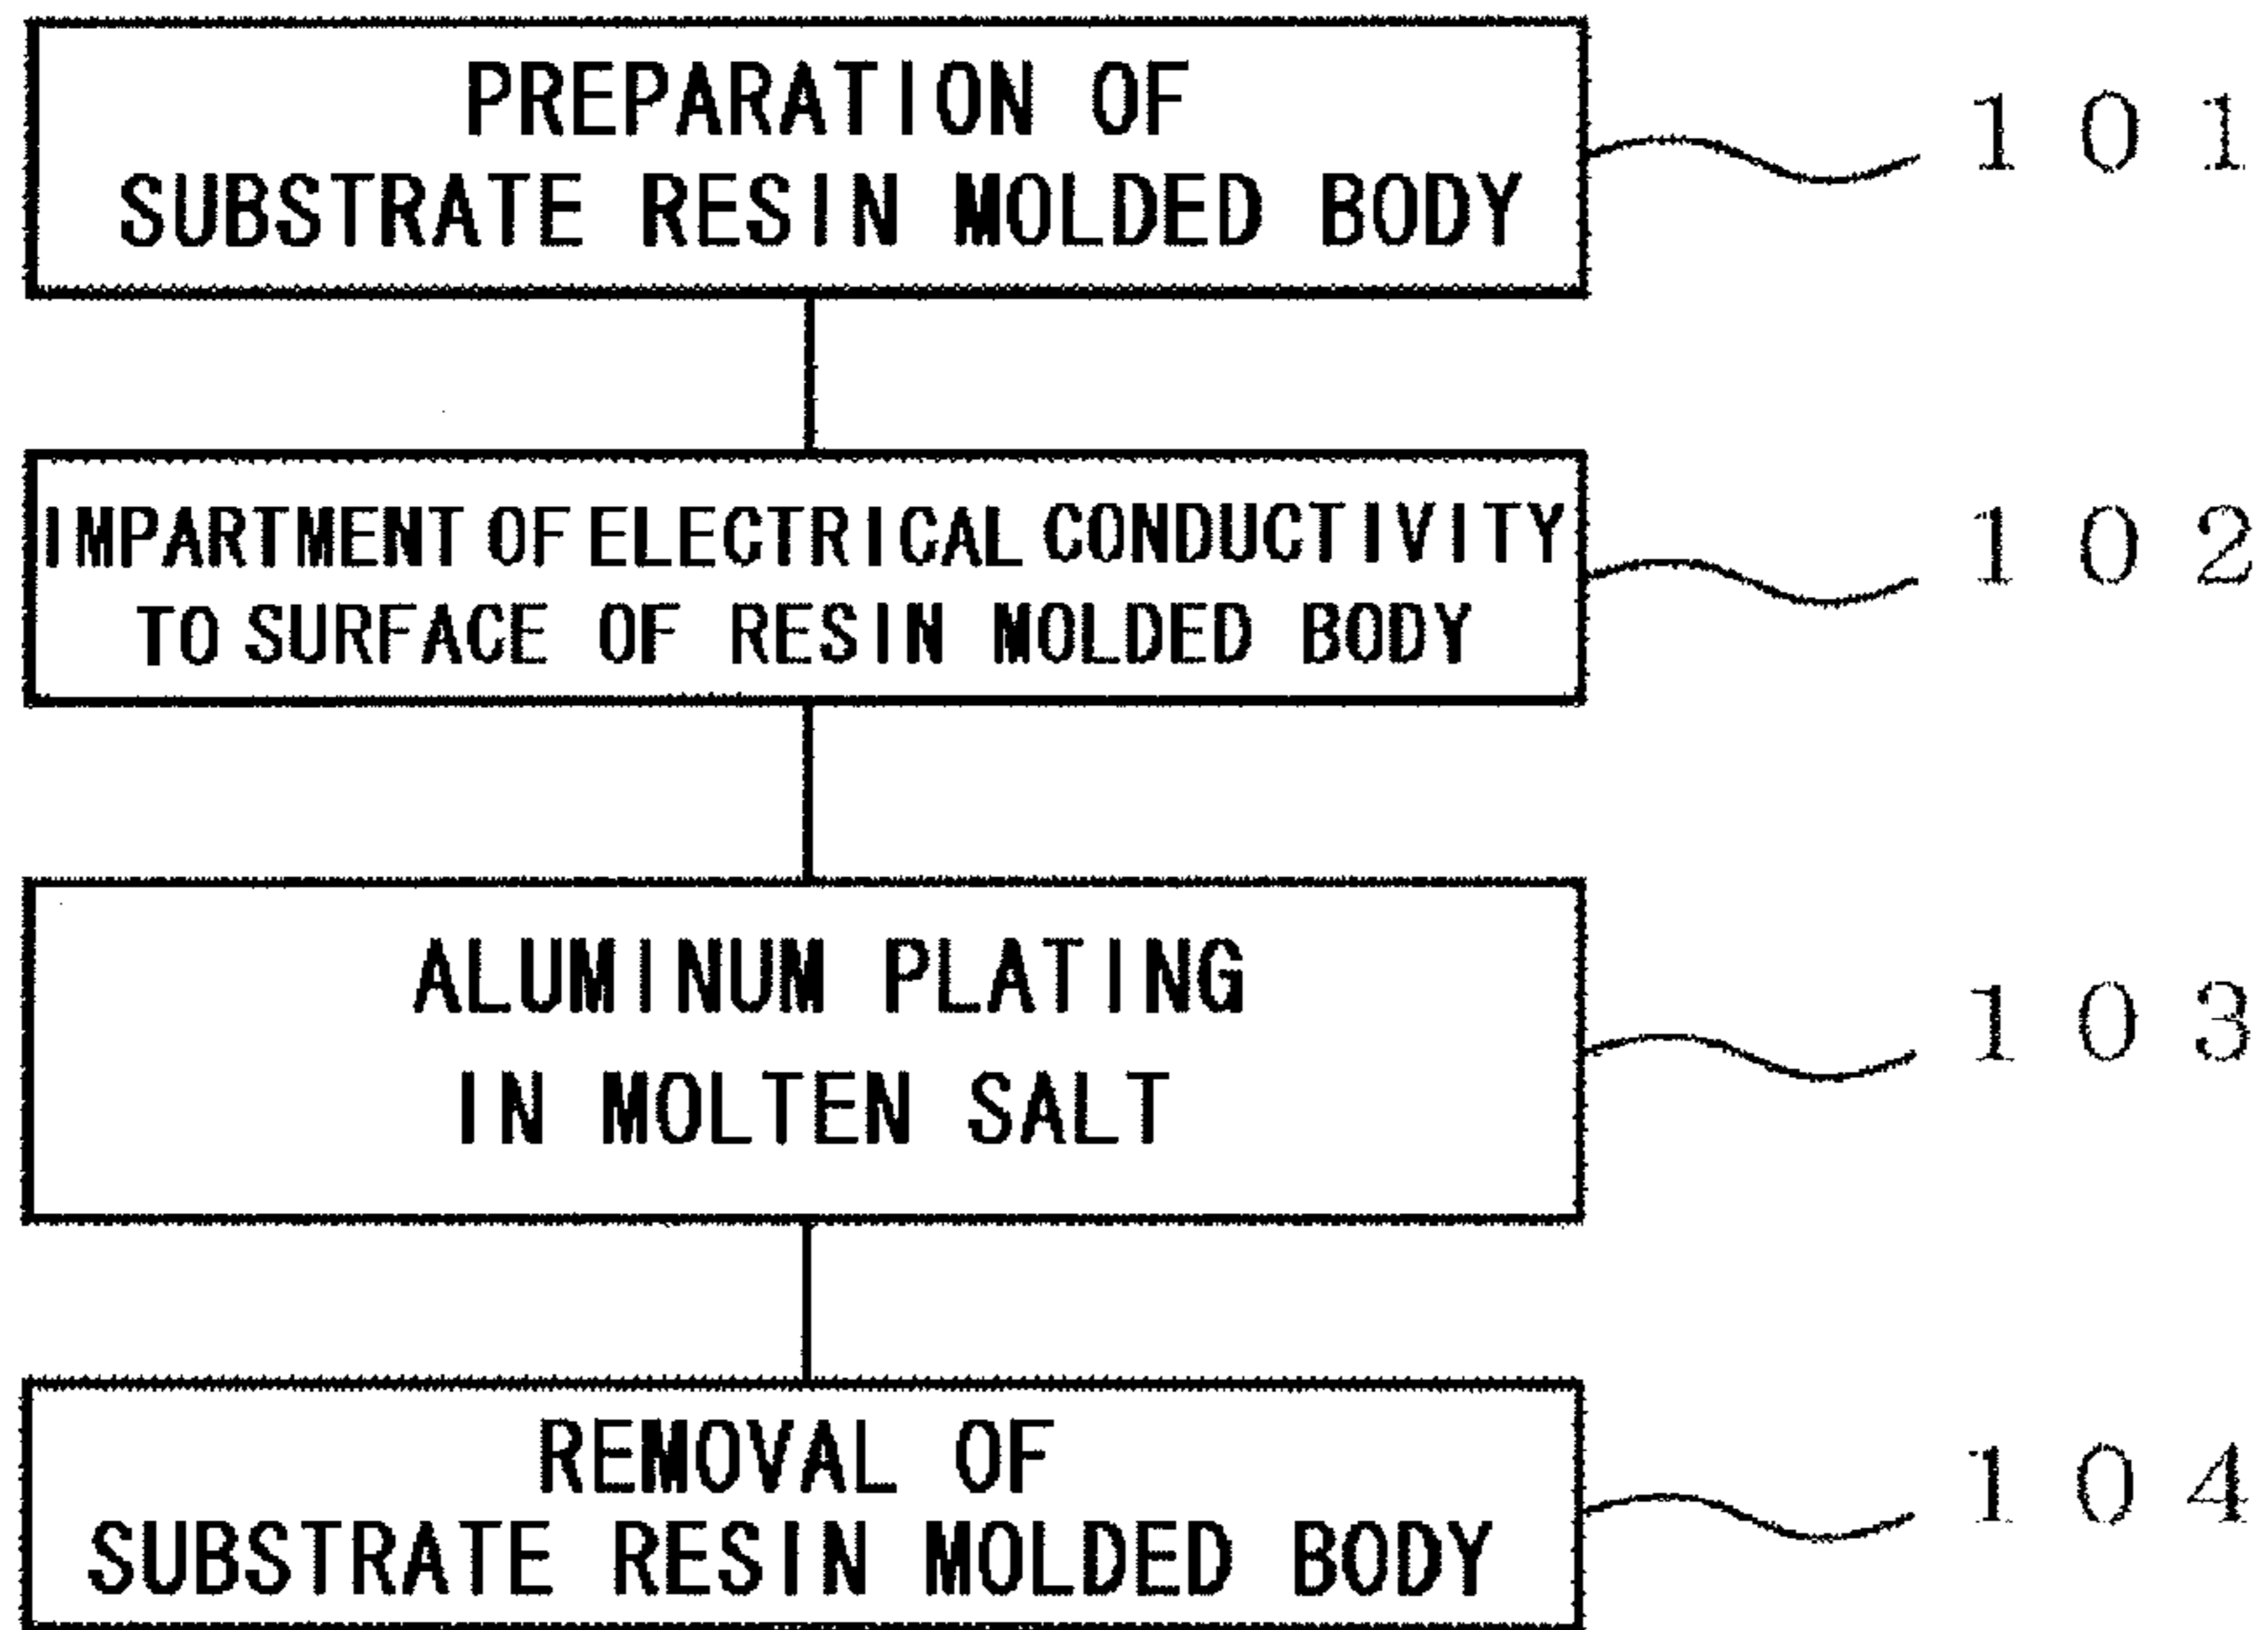 PREPARATION OF
SUBSTRATE RESIN MOLDED BODY
101
IMPARTMENT OF ELECTRICAL CONDUCTIVITY
TO SURFACE OF RESIN MOLDED BODY
102
ALUMINUM PLATING
IN MOLTEN SALT
103
REMOVAL OF
SUBSTRATE RESIN MOLDED BODY
104